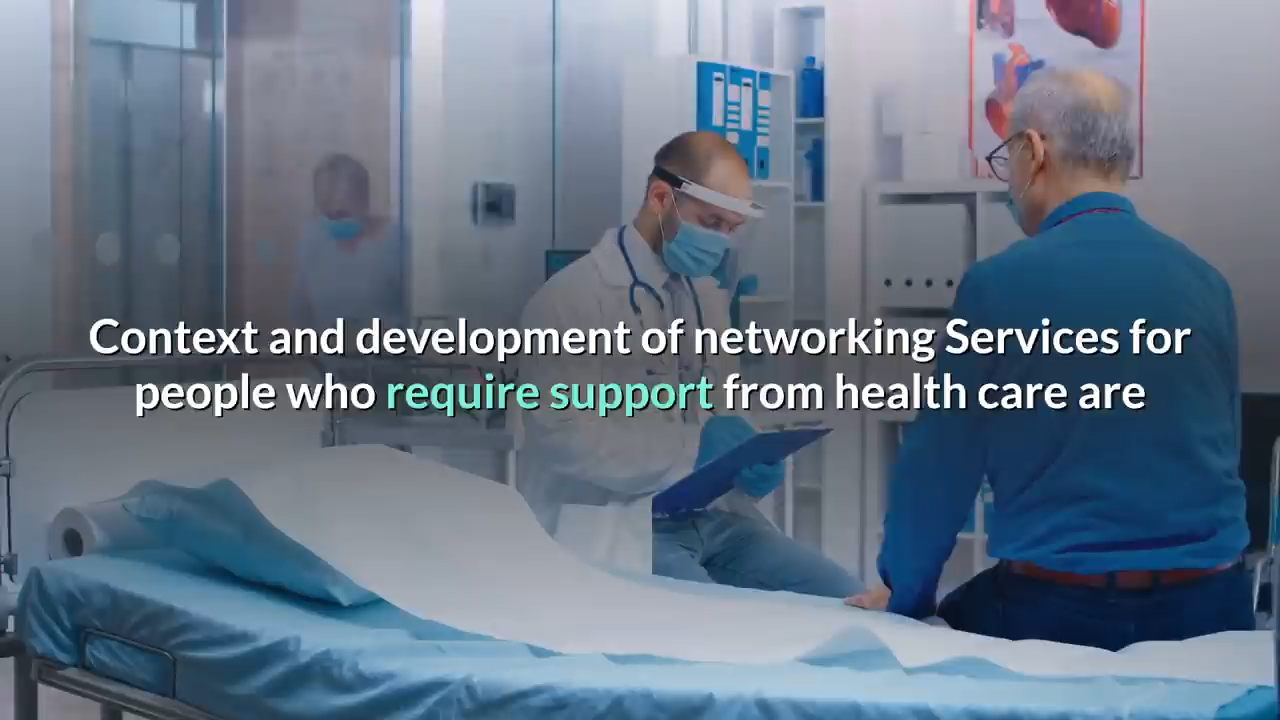 Context and development of networking Services for
people who require support from health care are